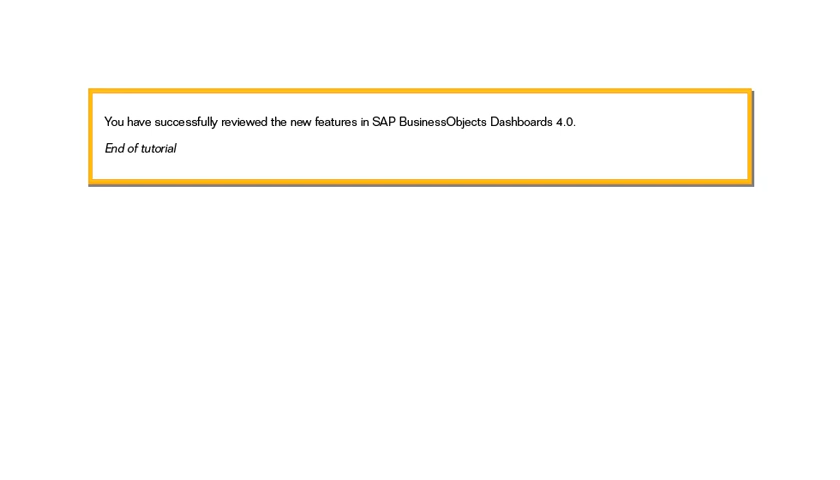 You have successfully reviewed the new features in SAP BusinessObjects Dashboards 4.0.
End of tutorial